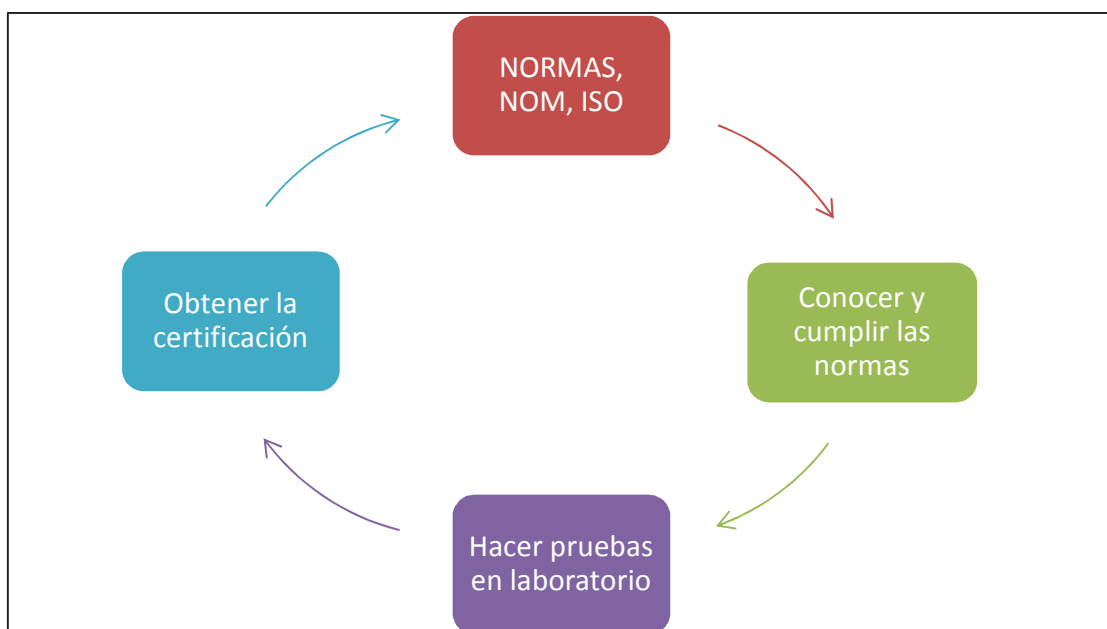 NORMAS,
NOM, ISO
Conocer y
cumplir las
normas
Hacer pruebas
en laboratorio
Obtener la
certificación